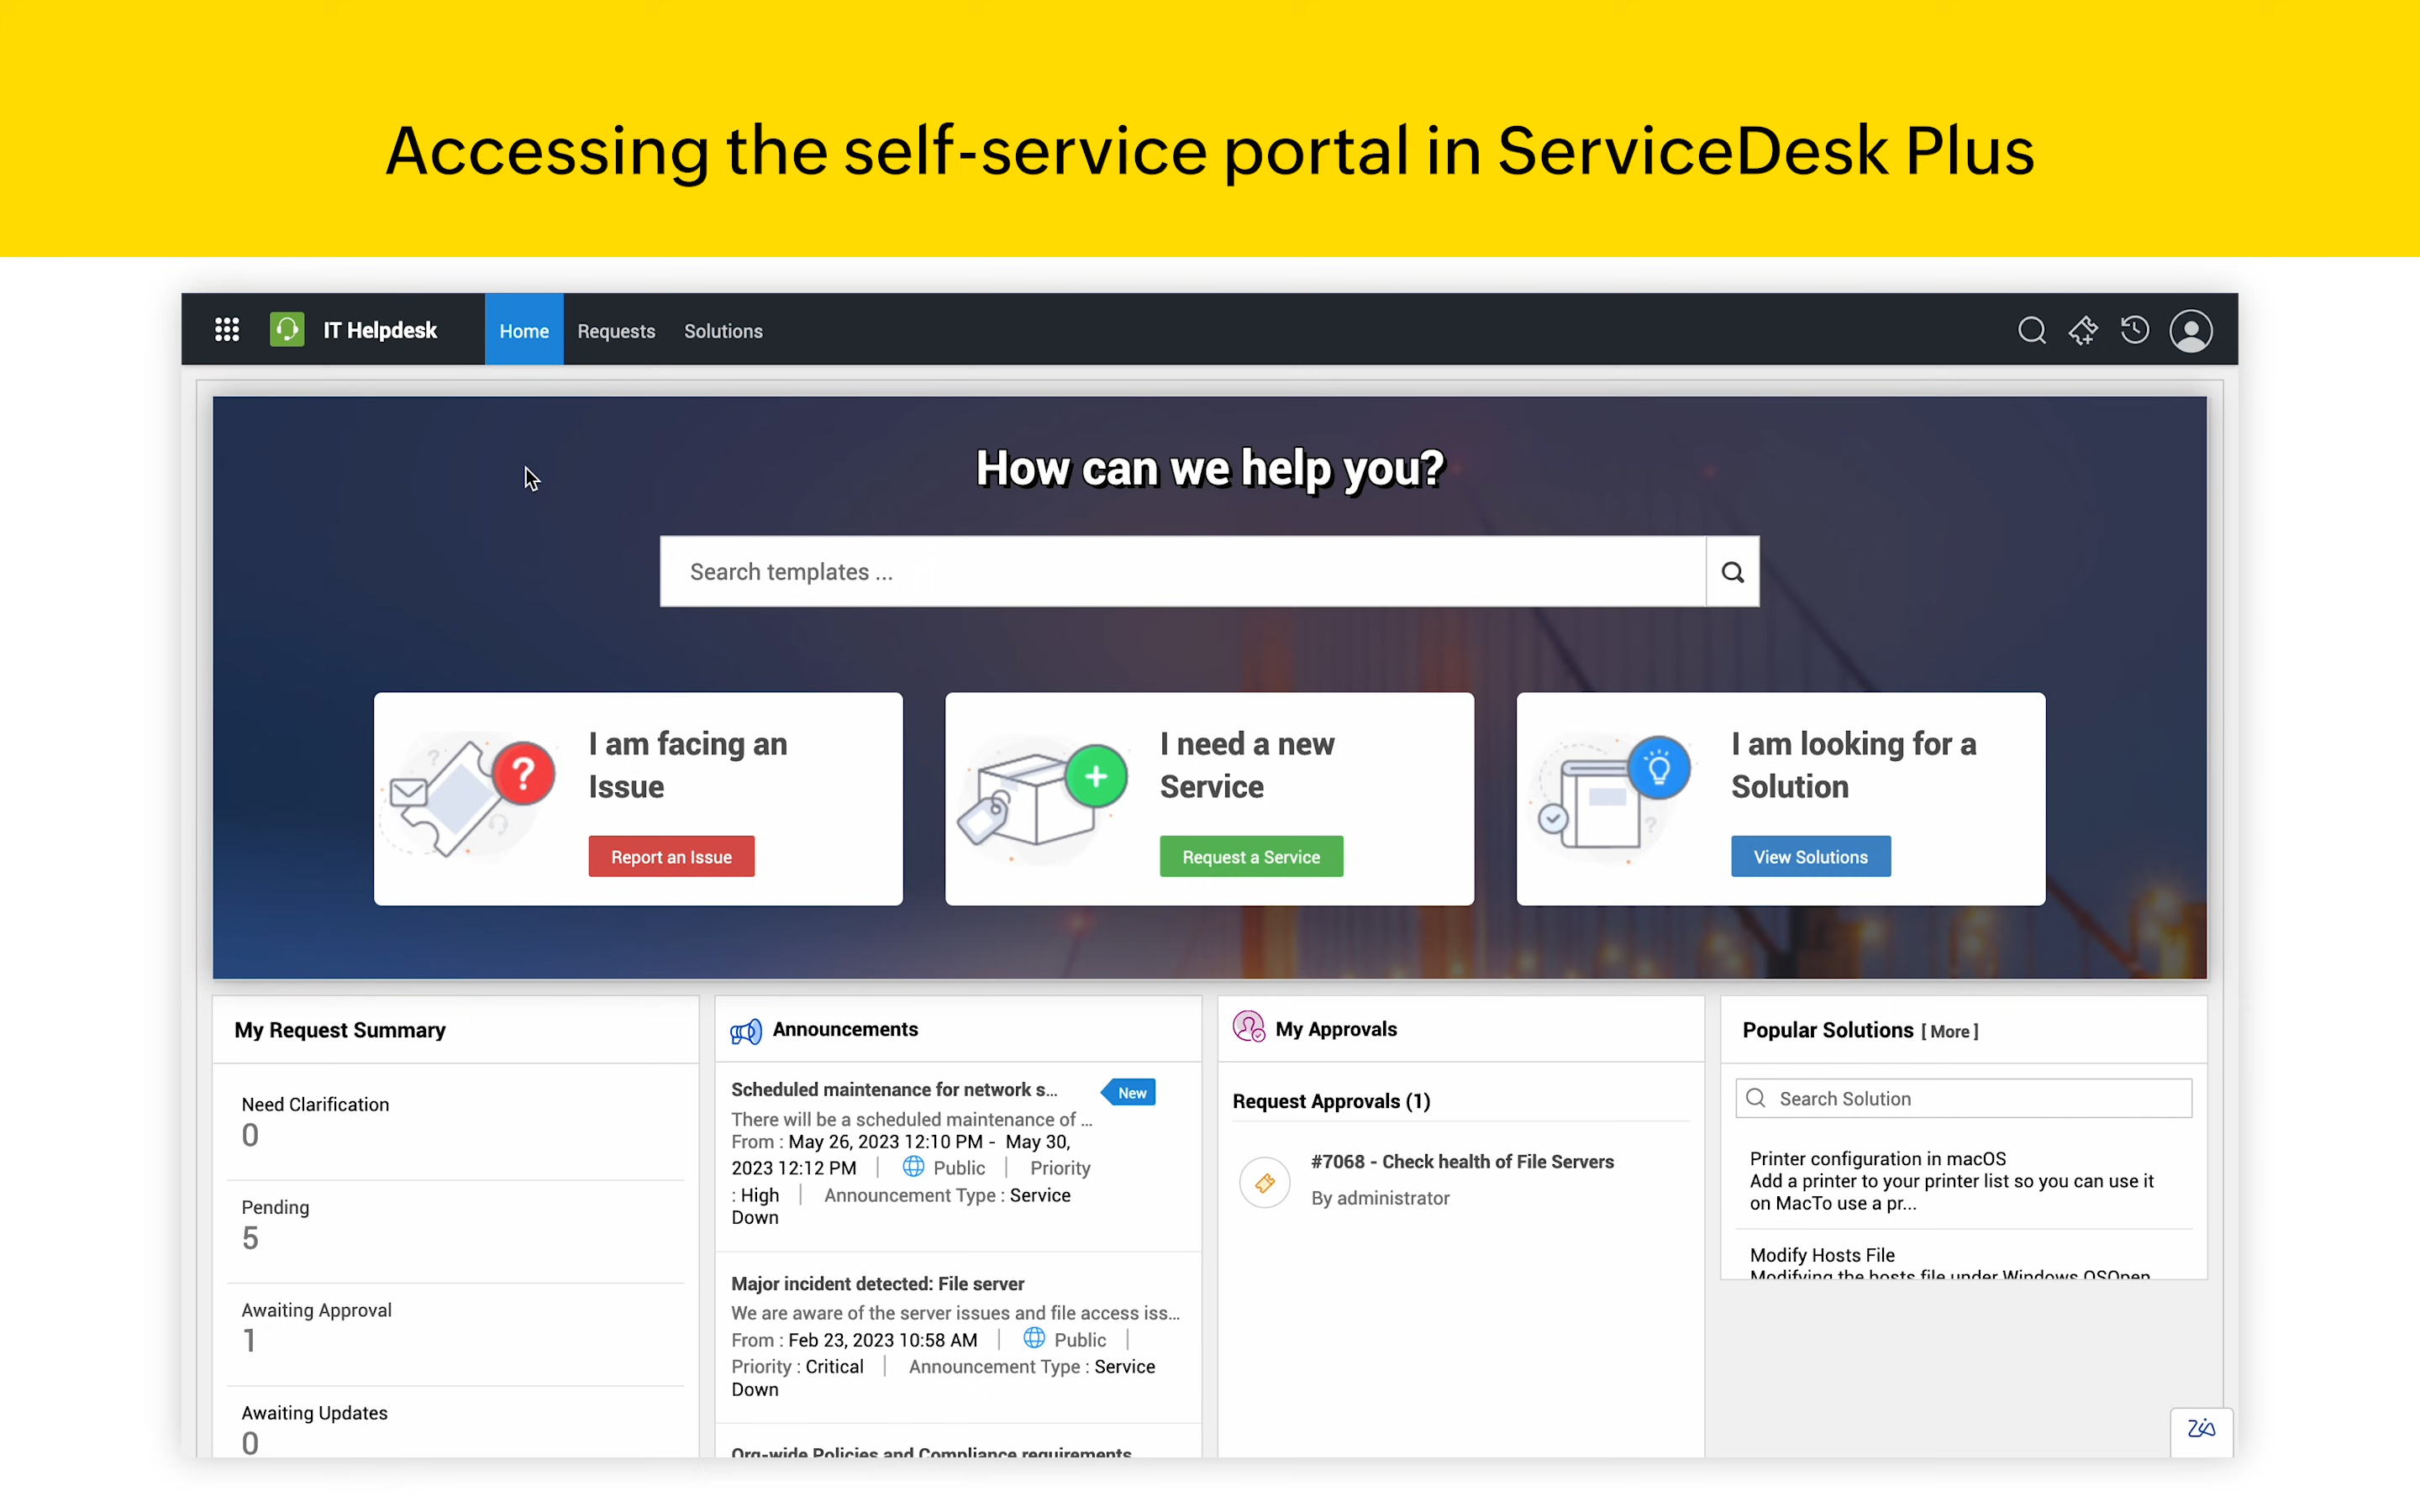 Accessing the self-service portal in ServiceDesk Plus
IT Helpdesk
Home
Requests
Solutions
How can we help you?
Search templates ...
I am facing an
Issue
Report an Issue
I need a new
Service
Request a Service
I am looking for a
Solution
View Solutions
My Request Summary
Need Clarification
0
Pending
5
Awaiting Approval
1
Awaiting Updates
0
Announcements
Scheduled maintenance for network s...
New
There will be a scheduled maintenance of ...
From : May 26, 2023 12:10 PM - May 30,
2023 12:12 PM | Public | Priority
: High | Announcement Type : Service
Down
Major incident detected: File server
We are aware of the server issues and file access iss...
From : Feb 23, 2023 10:58 AM | Public |
Priority : Critical | Announcement Type : Service
Down
Org-wide Policies and Compliance requirements
My Approvals
Request Approvals (1)
#7068 - Check health of File Servers
By administrator
Popular Solutions [ More ]
Search Solution
Printer configuration in macOS
Add a printer to your printer list so you can use it
on MacTo use a pr...
Modify Hosts File
Modifying the hosts file under Windows OSOpen
Zia